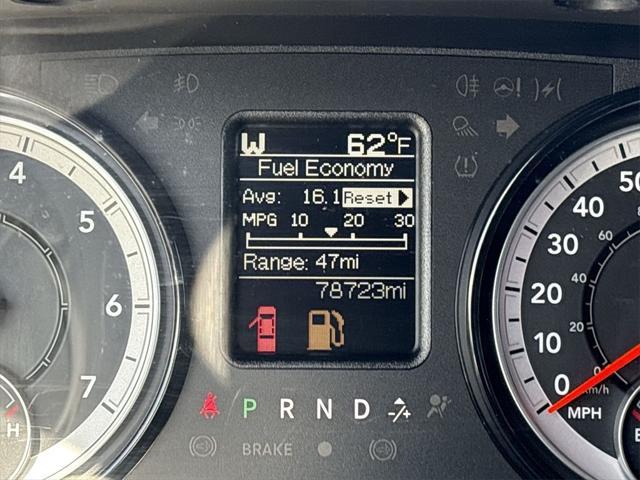 W 62°F
Fuel Economy
Avg: 16.1 Reset
MPG 10 20 30
Range: 47mi
78723mi
P R N D
BRAKE
4
5
6
7
H
50
40
30
20
10
0
MPH
60
40
20
0
km/h
E